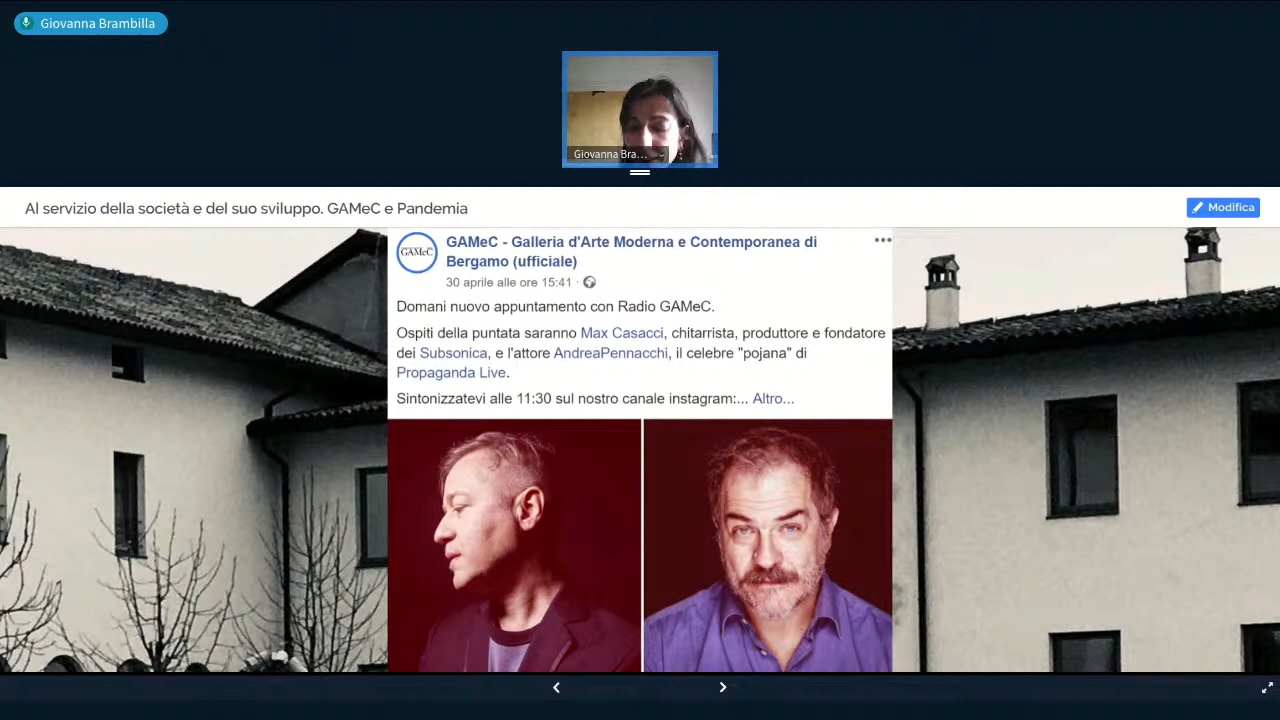 Giovanna Brambilla
Giovanna Bra...
Al servizio della società e del suo sviluppo. GAMeC e Pandemia
Modifica
GAMeC
GAMeC - Galleria d'Arte Moderna e Contemporanea di
Bergamo (ufficiale)
30 aprile alle ore 15:41 ·
Domani nuovo appuntamento con Radio GAMeC.
Ospiti della puntata saranno Max Casacci, chitarrista, produttore e fondatore
dei Subsonica, e l'attore AndreaPennacchi, il celebre "pojana" di
Propaganda Live.
Sintonizzatevi alle 11:30 sul nostro canale instagram:... Altro...